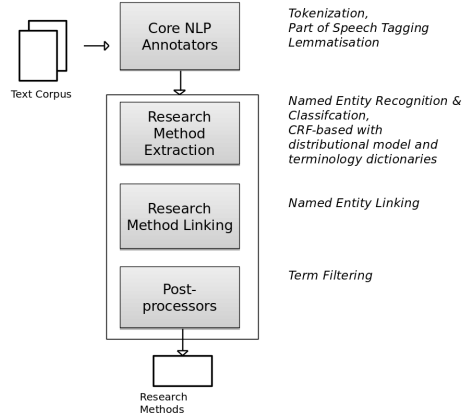 Core NLP
Annotators
Tokenization,
Part of Speech Tagging
Lemmatisation
Text Corpus
Research
Method
Extraction
Named Entity Recognition &
Classifcation,
CRF-based with
distributional model and
terminology dictionaries
Research
Method Linking
Named Entity Linking
Post-
processors
Term Filtering
Research
Methods